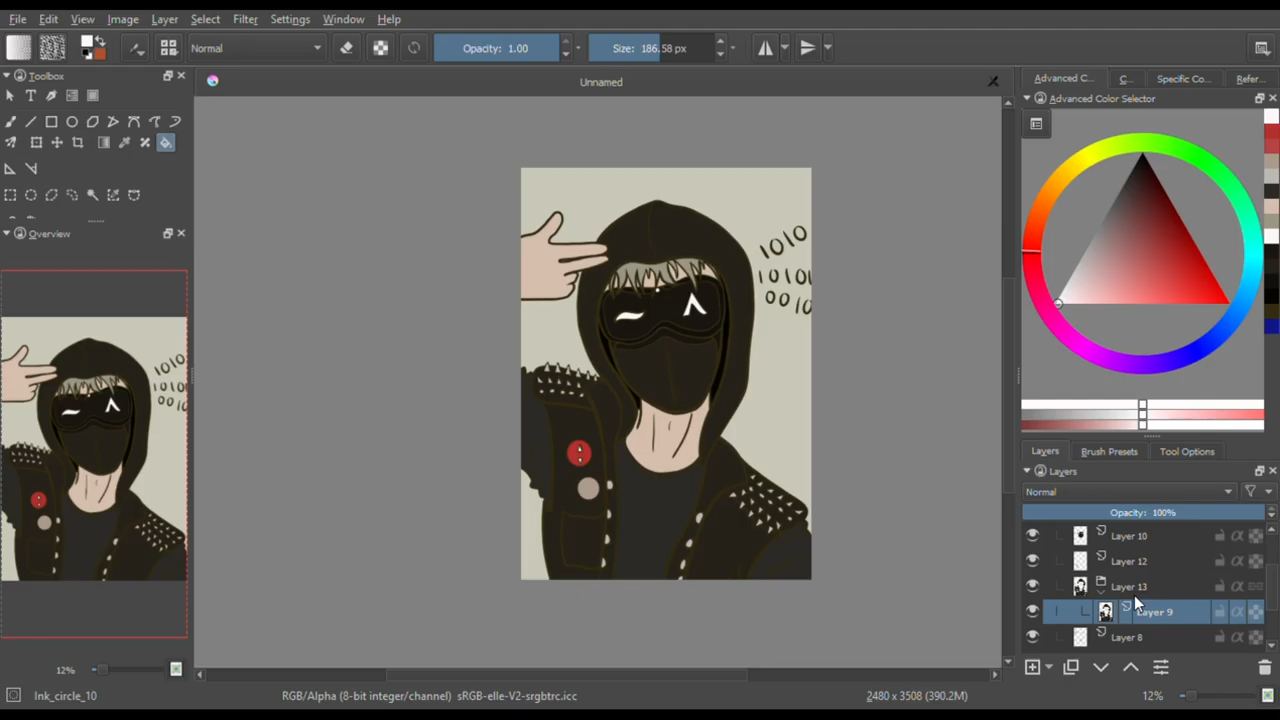 File Edit View Image Layer Select Filter Settings Window Help
Normal Opacity: 1.00 Size: 186.58 px
Toolbox Unnamed Advanced C... C... Specific Co... Refer...
Advanced Color Selector
Overview
1010
10101
0010
Layers Brush Presets Tool Options
Layers
Normal
Opacity: 100%
Layer 10
Layer 12
Layer 13
Layer 9
Layer 8
12%
Ink_circle_10 RGB/Alpha (8-bit integer/channel) sRGB-elle-V2-srgbtrc.icc 2480 x 3508 (390.2M) 12%